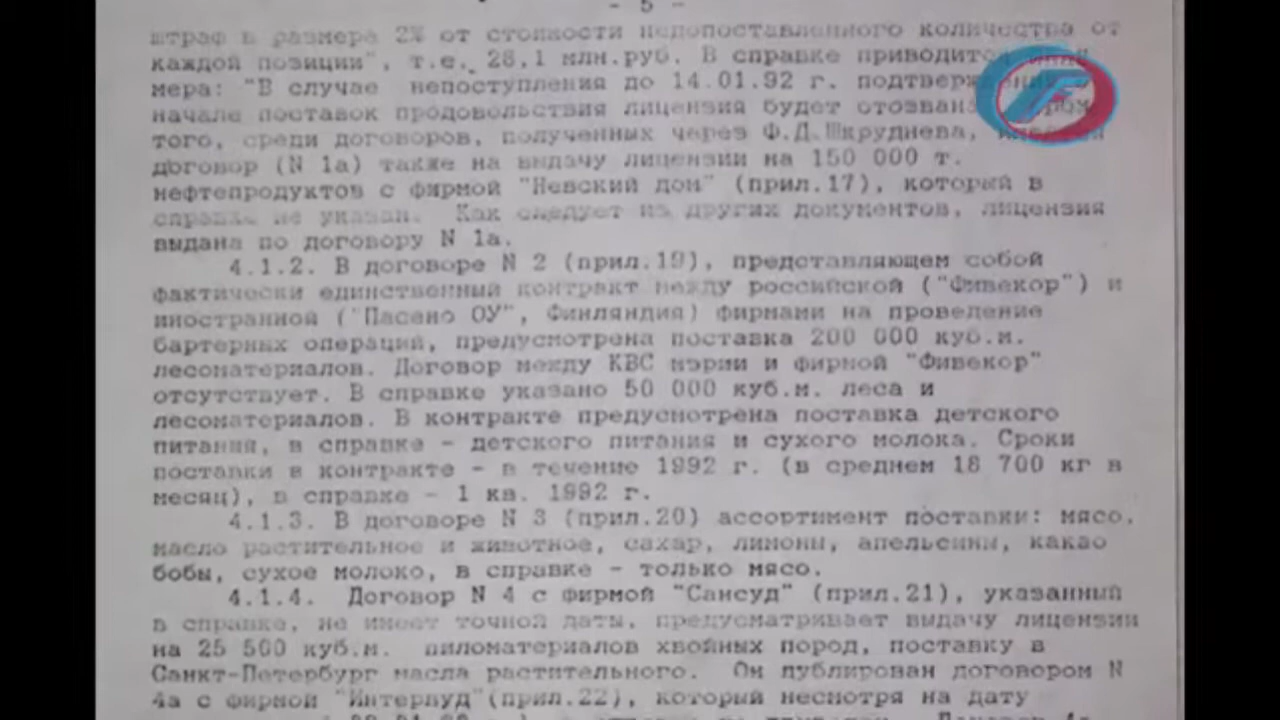 - 5 -
штраф в размере 2% от стоимости недопоставленного количества от
каждой позиции", т.е. 28,1 млн.руб. В справке приводится
мера: "В случае непоступления до 14.01.92 г.
начале поставок продовольствия лицензия будет
того, среди договоров, полученных через Ф.Д.Шкруднева,
договор (N 1а) также на выдачу лицензии на 150 000 т.
нефтепродуктов с фирмой "Невский дом" (прил.17), который в
справке не указан. Как следует из других документов, лицензия
выдана по договору N 1а.
4.1.2. В договоре N 2 (прил.19), представляющем собой
фактически единственный контракт между российской ("Фивекор") и
иностранной ("Пасено ОУ", Финляндия) фирмами на проведение
бартерных операций, предусмотрена поставка 200 000 куб.м.
лесоматериалов. Договор между КВС мэрии и фирмой "Фивекор"
отсутствует. В справке указано 50 000 куб.м. леса и
лесоматериалов. В контракте предусмотрена поставка детского
питания, в справке - детского питания и сухого молока. Сроки
поставки в контракте - в течение 1992 г. (в среднем 18 700 кг в
месяц), в справке - 1 кв. 1992 г.
4.1.3. В договоре N 3 (прил.20) ассортимент поставки: мясо,
масло растительное и животное, сахар, лимоны, апельсины, какао
бобы, сухое молоко, в справке - только мясо.
4.1.4. Договор N 4 с фирмой "Сансуд" (прил.21), указанный
в справке, не имеет точной даты, предусматривает выдачу лицензии
на 25 500 куб.м. пиломатериалов хвойных пород, поставку в
Санкт-Петербург масла растительного. Он публирован договором N
4а с фирмой "Интервуд"(прил.22), который несмотря на дату